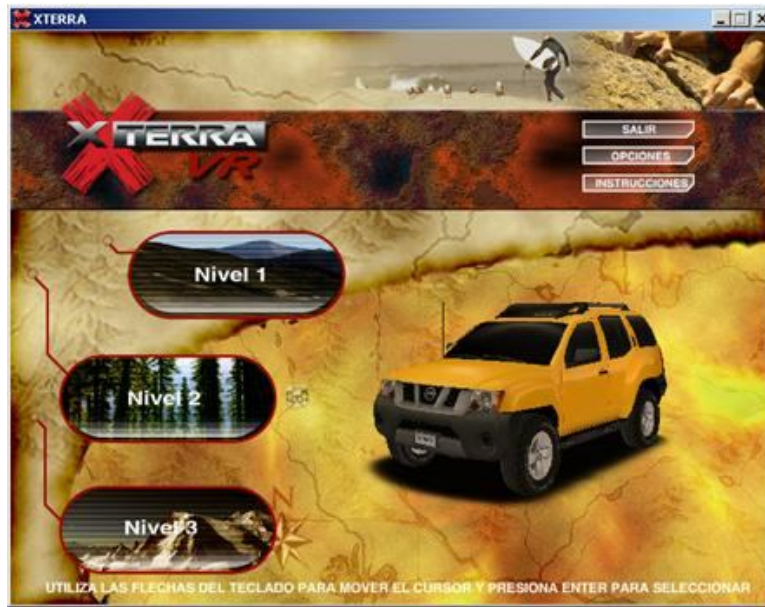 XTERRA
XTERRA
VR
SALIR
OPCIONES
INSTRUCCIONES
Nivel 1
Nivel 2
Nivel 3
N
UTILIZA LAS FLECHAS DEL TECLADO PARA MOVER EL CURSOR Y PRESIONA ENTER PARA SELECCIONAR